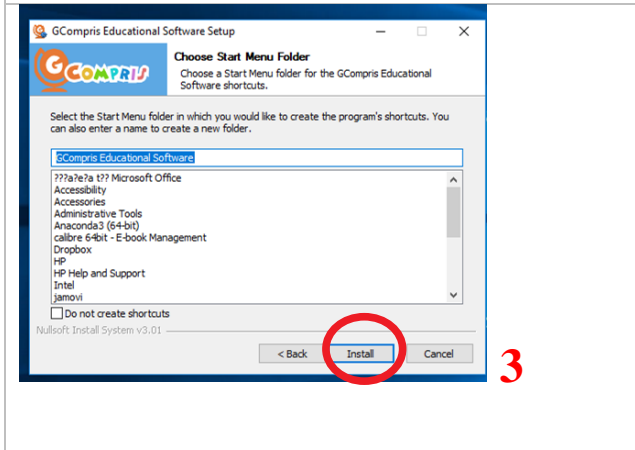 GCompris Educational Software Setup
GCOMPRIS
Choose Start Menu Folder
Choose a Start Menu folder for the GCompris Educational
Software shortcuts.
Select the Start Menu folder in which you would like to create the program's shortcuts. You
can also enter a name to create a new folder.
GCompris Educational Software
???a?e?a t?? Microsoft Office
Accessibility
Accessories
Administrative Tools
Anaconda3 (64-bit)
calibre 64bit - E-book Management
Dropbox
HP
HP Help and Support
Intel
jamovi
Do not create shortcuts
Nullsoft Install System v3.01
< Back Install Cancel
3